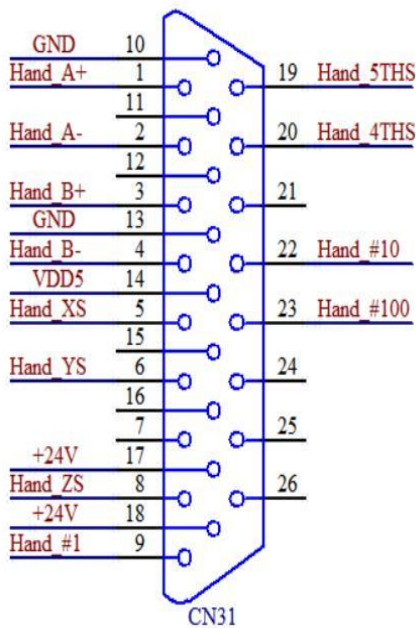 GND 10
Hand_A+ 1 19 Hand_5THS
11
Hand_A- 2 20 Hand_4THS
12
Hand_B+ 3 21
GND 13
Hand_B- 4 22 Hand_#10
VDD5 14
Hand_XS 5 23 Hand_#100
15
Hand_YS 6 24
16
7 25
+24V 17
Hand_ZS 8 26
+24V 18
Hand_#1 9
CN31